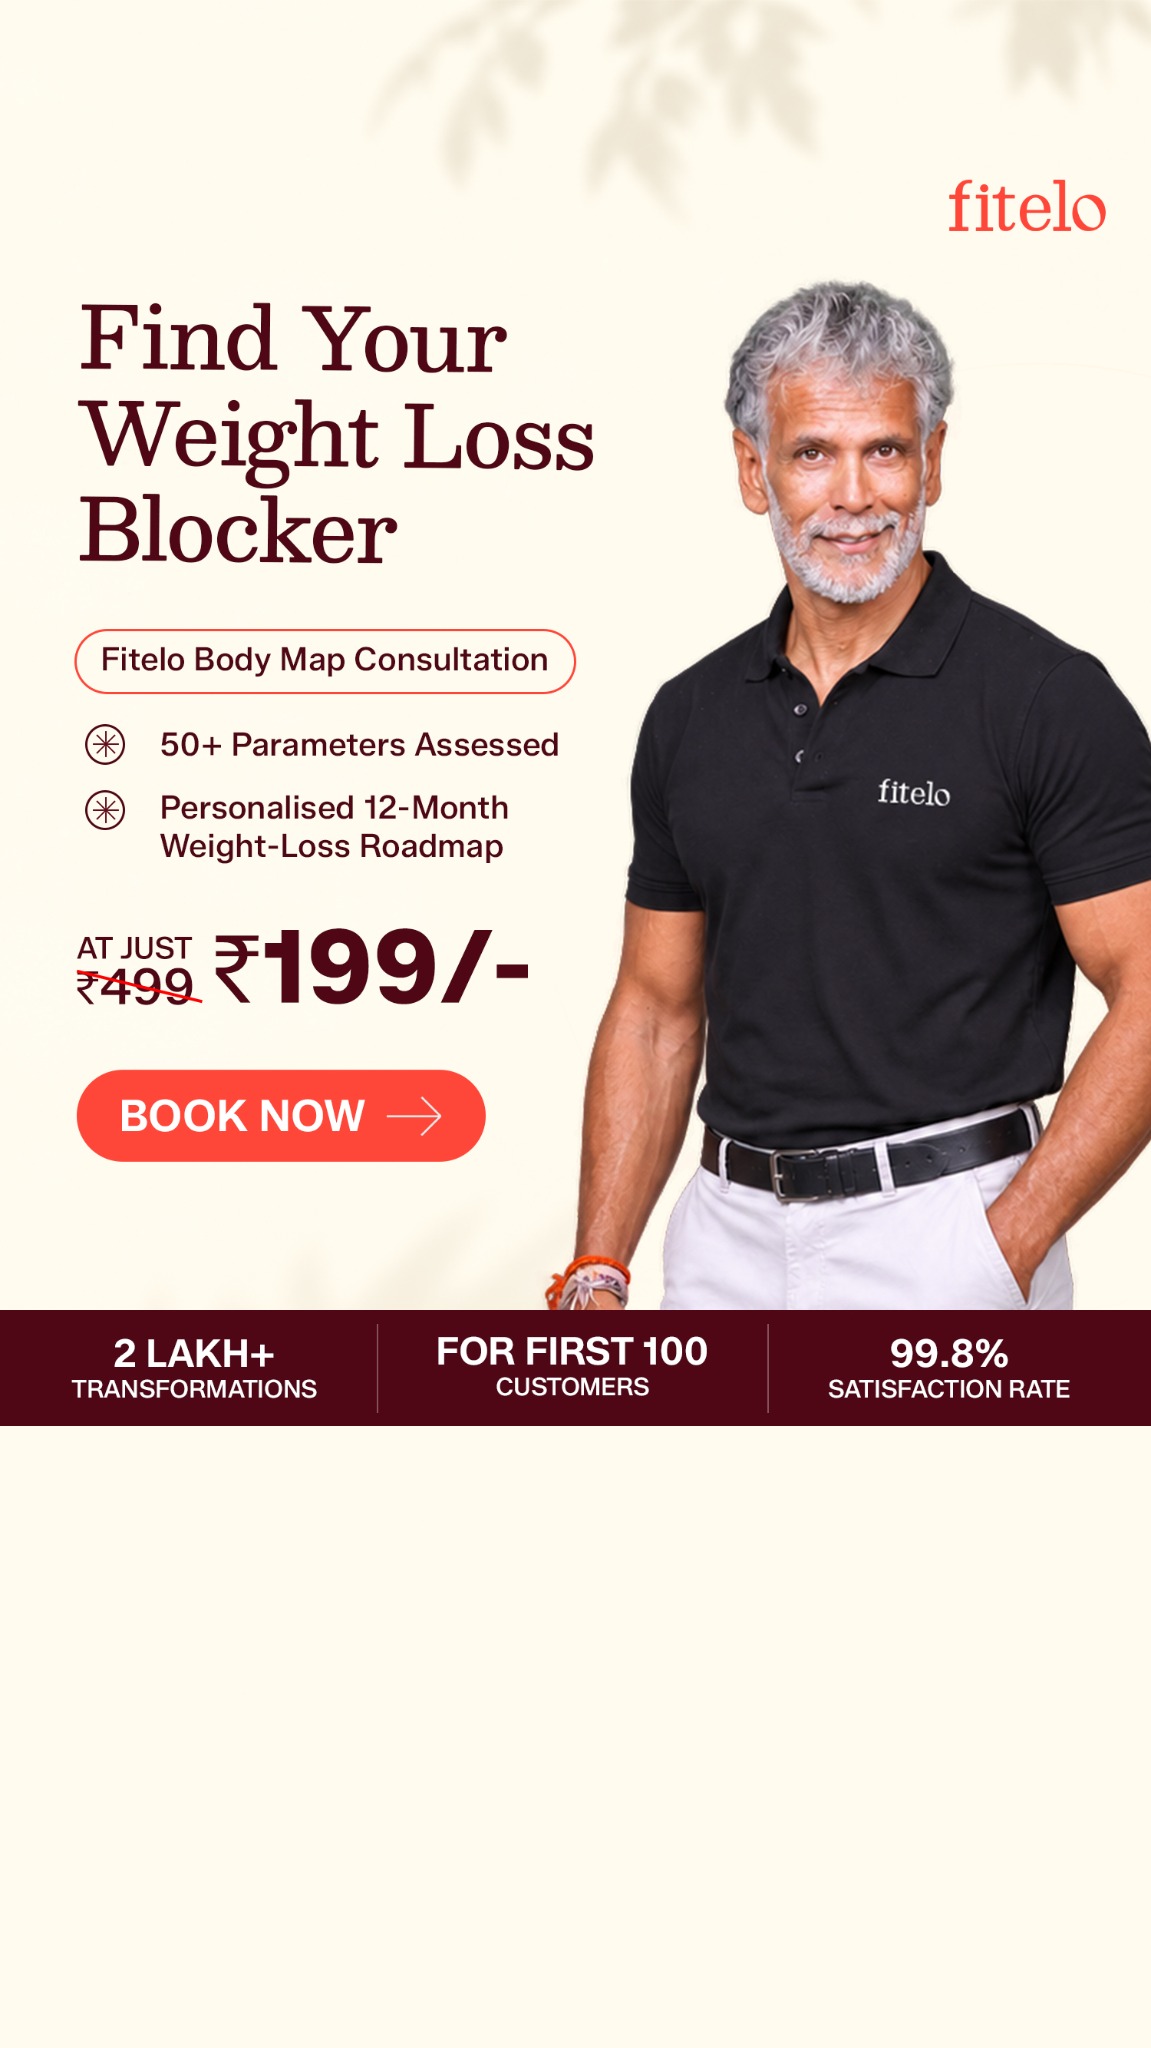 fitelo
Find Your
Weight Loss
Blocker
Fitelo Body Map Consultation
50+ Parameters Assessed
Personalised 12-Month
Weight-Loss Roadmap
fitelo
AT JUST
₹499 ₹199/-
BOOK NOW
2 LAKH+
TRANSFORMATIONS
FOR FIRST 100
CUSTOMERS
99.8%
SATISFACTION RATE